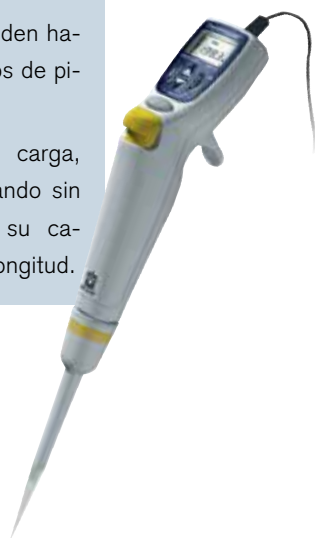 den ha-
os de pi-
carga,
ando sin
su ca-
ongitud.